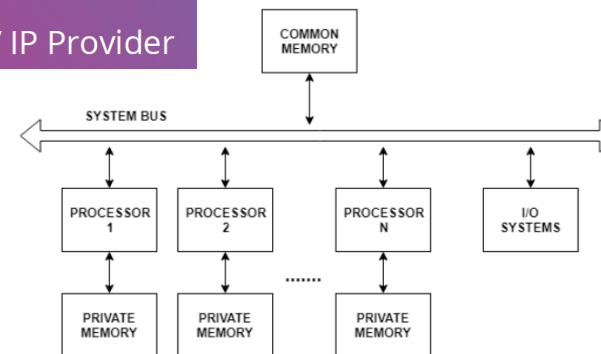 IP Provider
COMMON
MEMORY
SYSTEM BUS
PROCESSOR
1
PROCESSOR
2
PROCESSOR
N
I/O
SYSTEMS
.......
PRIVATE
MEMORY
PRIVATE
MEMORY
PRIVATE
MEMORY